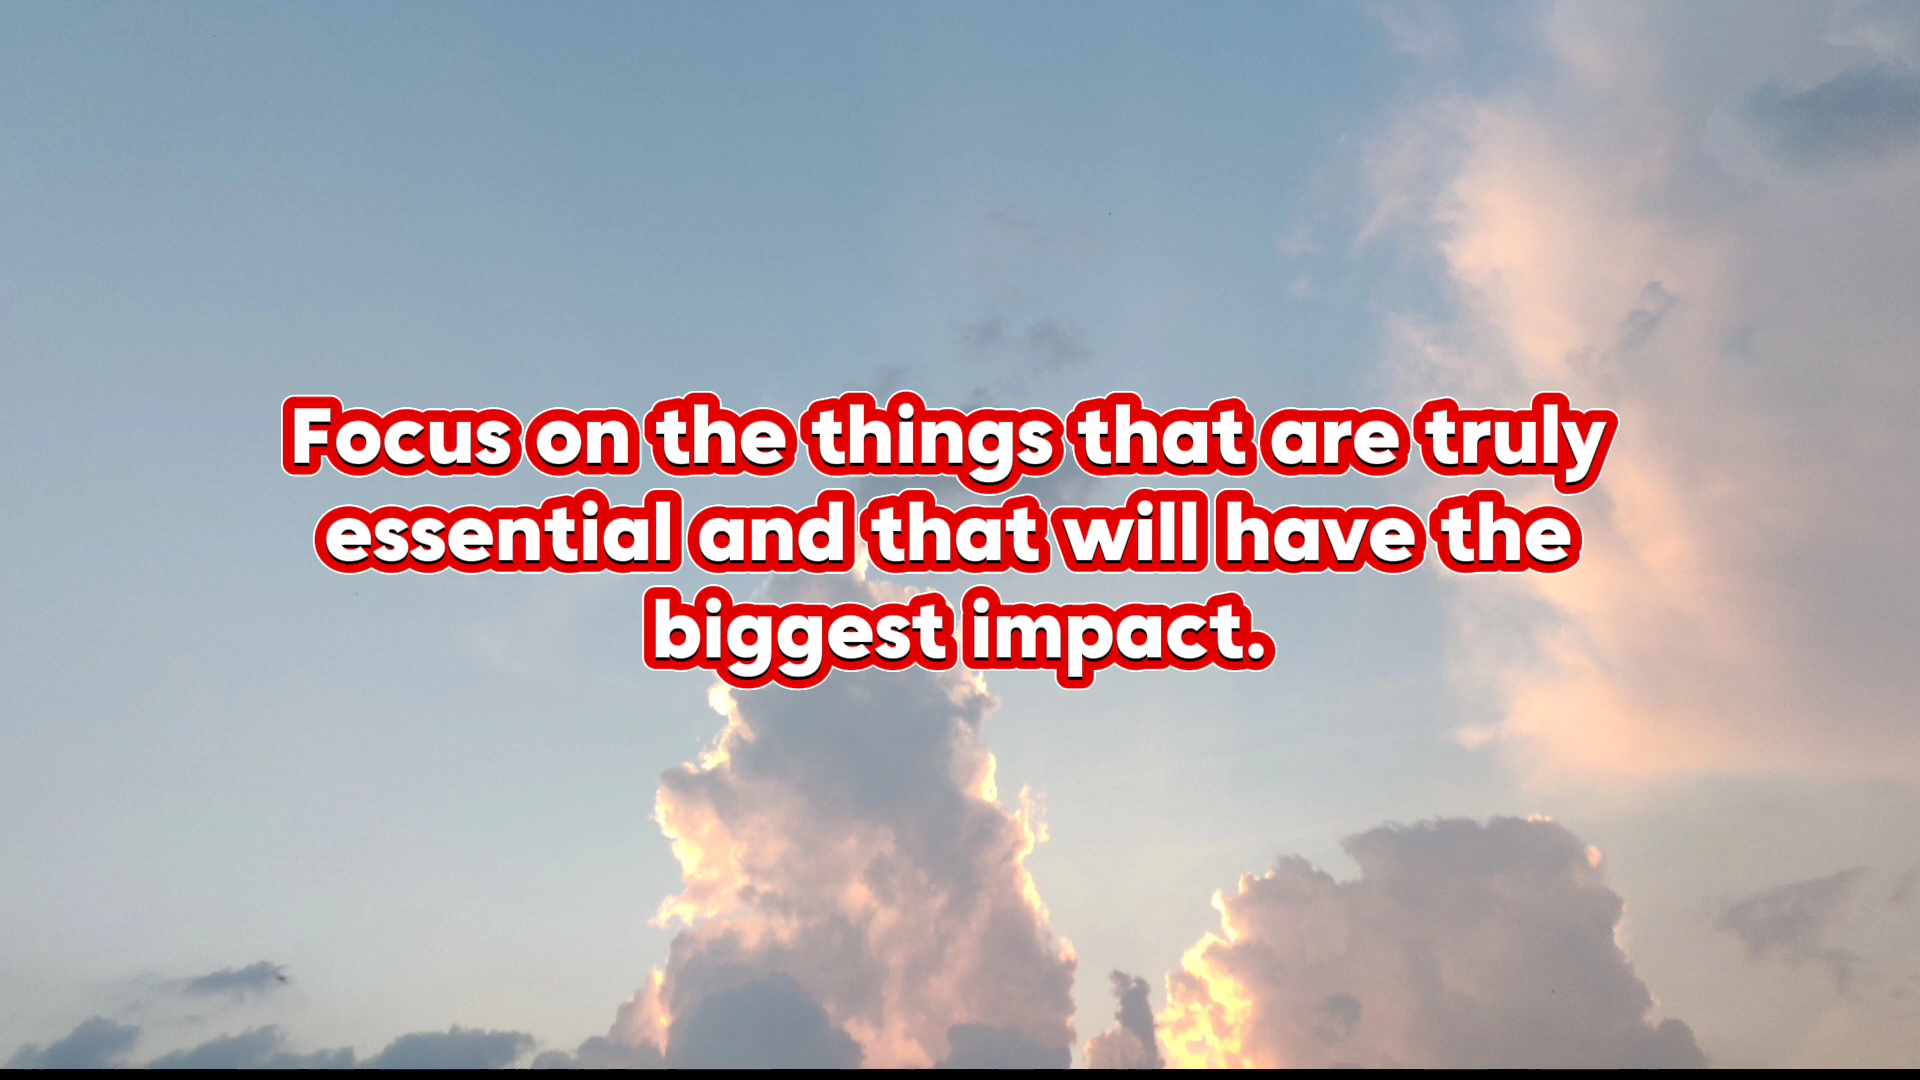 Focus on the things that are truly
essential and that will have the
biggest impact.